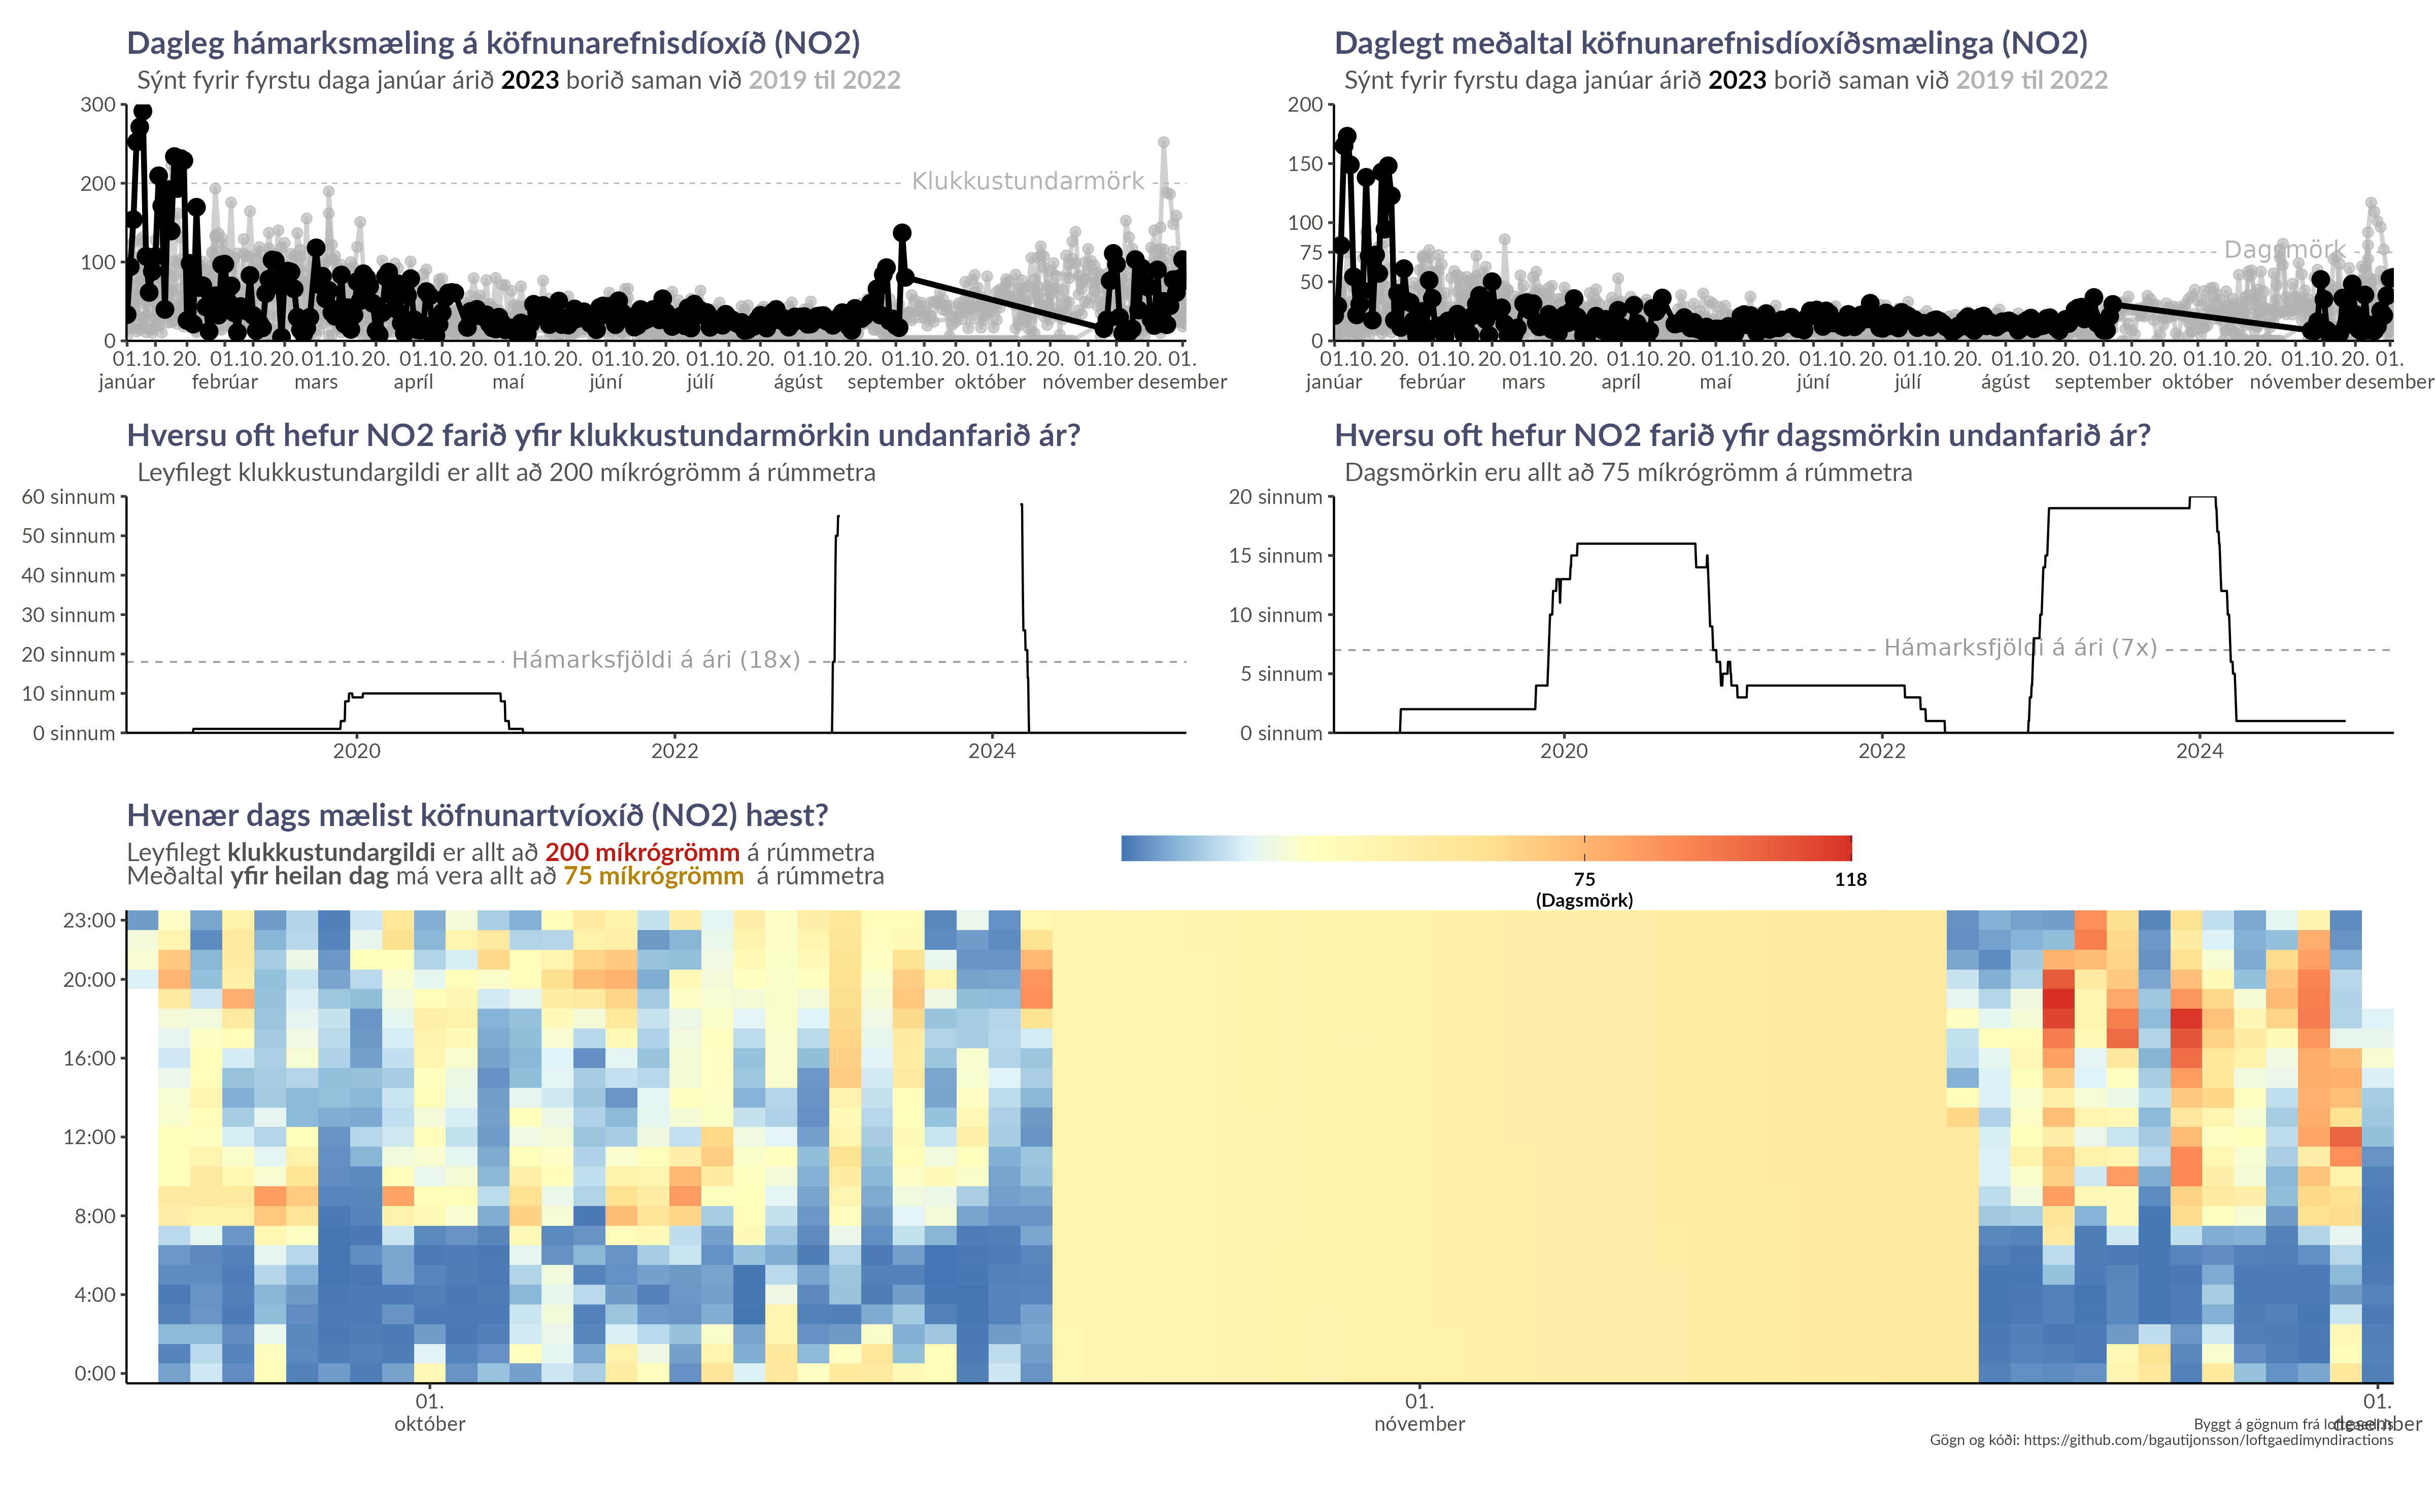 Dagleg hámarksmæling á köfnunarefnisdíoxíð (NO2)
Sýnt fyrir fyrstu daga janúar árið 2023 borið saman við 2019 til 2022
300
200
100
0
Klukkustundarmörk
01. 10. 20. 01. 10. 20. 01. 10. 20. 01. 10. 20. 01. 10. 20. 01. 10. 20. 01. 10. 20. 01. 10. 20. 01. 10. 20. 01. 10. 20. 01. 10. 20. 01.
janúar febrúar mars apríl maí júní júlí ágúst september október nóvember desember
Daglegt meðaltal köfnunarefnisdíoxíðsmælinga (NO2)
Sýnt fyrir fyrstu daga janúar árið 2023 borið saman við 2019 til 2022
200
150
100
75
50
0
Dagsmörk
01. 10. 20. 01. 10. 20. 01. 10. 20. 01. 10. 20. 01. 10. 20. 01. 10. 20. 01. 10. 20. 01. 10. 20. 01. 10. 20. 01. 10. 20. 01. 10. 20. 01.
janúar febrúar mars apríl maí júní júlí ágúst september október nóvember desember
Hversu oft hefur NO2 farið yfir klukkustundarmörkin undanfarið ár?
Leyfilegt klukkustundargildi er allt að 200 míkrógrömm á rúmmetra
60 sinnum
50 sinnum
40 sinnum
30 sinnum
20 sinnum
10 sinnum
0 sinnum
Hámarksfjöldi á ári (18x)
2020 2022 2024
Hversu oft hefur NO2 farið yfir dagsmörkin undanfarið ár?
Dagsmörkin eru allt að 75 míkrógrömm á rúmmetra
20 sinnum
15 sinnum
10 sinnum
5 sinnum
0 sinnum
Hámarksfjöldi á ári (7x)
2020 2022 2024
Hvenær dags mælist köfnunartvíoxíð (NO2) hæst?
Leyfilegt klukkustundargildi er allt að 200 míkrógrömm á rúmmetra
Meðaltal yfir heilan dag má vera allt að 75 míkrógrömm á rúmmetra
75 118
(Dagsmörk)
23:00
20:00
16:00
12:00
8:00
4:00
0:00
01. 01. 01.
október nóvember desember
Byggt á gögnum frá loftgaedi.is
Gögn og kóði: https://github.com/bgautijonsson/loftgaedimyndiractions